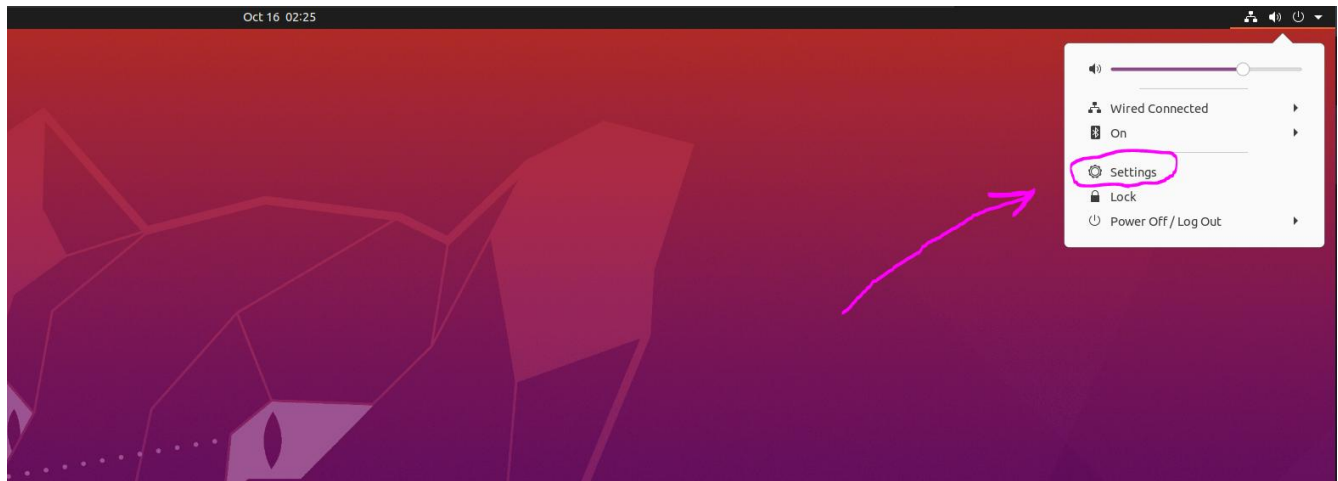 Oct 16 02:25
Wired Connected
On
Settings
Lock
Power Off / Log Out